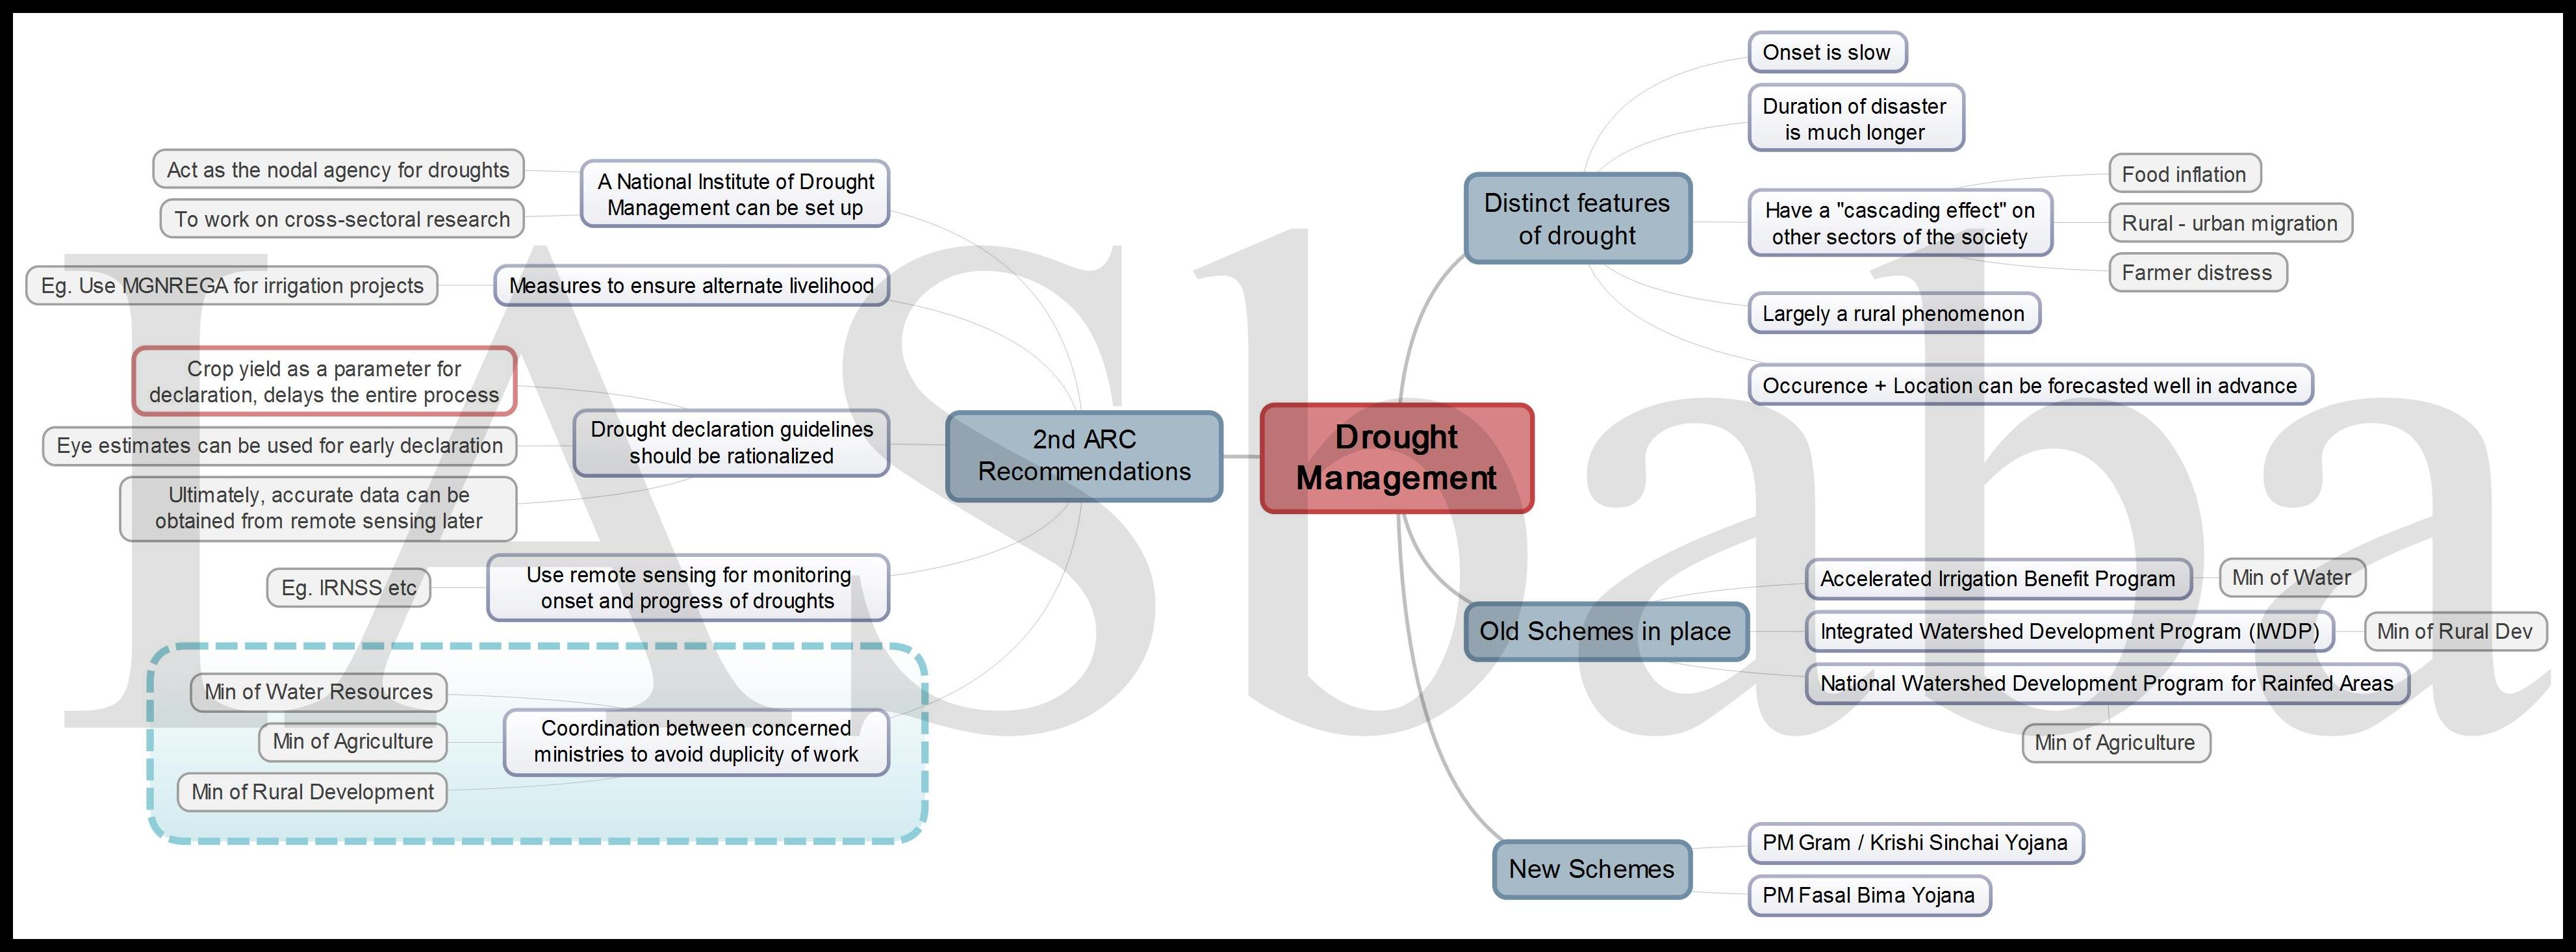 Drought
Management
2nd ARC
Recommendations
A National Institute of Drought
Management can be set up
Act as the nodal agency for droughts
To work on cross-sectoral research
Measures to ensure alternate livelihood
Eg. Use MGNREGA for irrigation projects
Drought declaration guidelines
should be rationalized
Crop yield as a parameter for
declaration, delays the entire process
Eye estimates can be used for early declaration
Ultimately, accurate data can be
obtained from remote sensing later
Use remote sensing for monitoring
onset and progress of droughts
Eg. IRNSS etc
Coordination between concerned
ministries to avoid duplicity of work
Min of Water Resources
Min of Agriculture
Min of Rural Development
Distinct features
of drought
Onset is slow
Duration of disaster
is much longer
Have a "cascading effect" on
other sectors of the society
Food inflation
Rural - urban migration
Farmer distress
Largely a rural phenomenon
Occurence + Location can be forecasted well in advance
Old Schemes in place
Accelerated Irrigation Benefit Program
Min of Water
Integrated Watershed Development Program (IWDP)
Min of Rural Dev
National Watershed Development Program for Rainfed Areas
Min of Agriculture
New Schemes
PM Gram / Krishi Sinchai Yojana
PM Fasal Bima Yojana
IASbaba